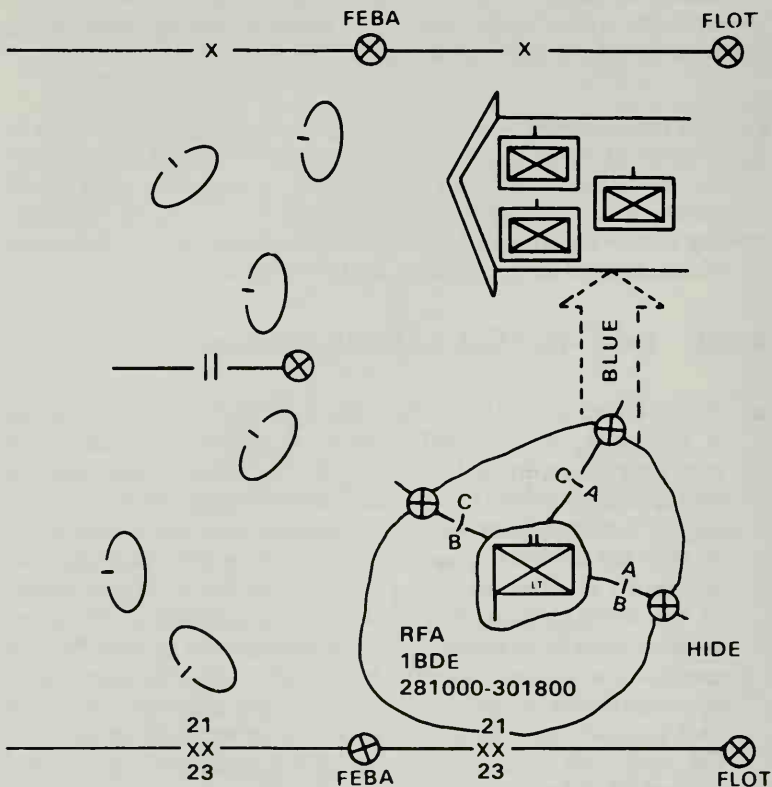 FEBA
FLOT
X
X
BLUE
II
C
A
C
B
II
LT
A
B
RFA
1BDE
281000-301800
HIDE
21
XX
23
21
XX
23
FEBA
FLOT